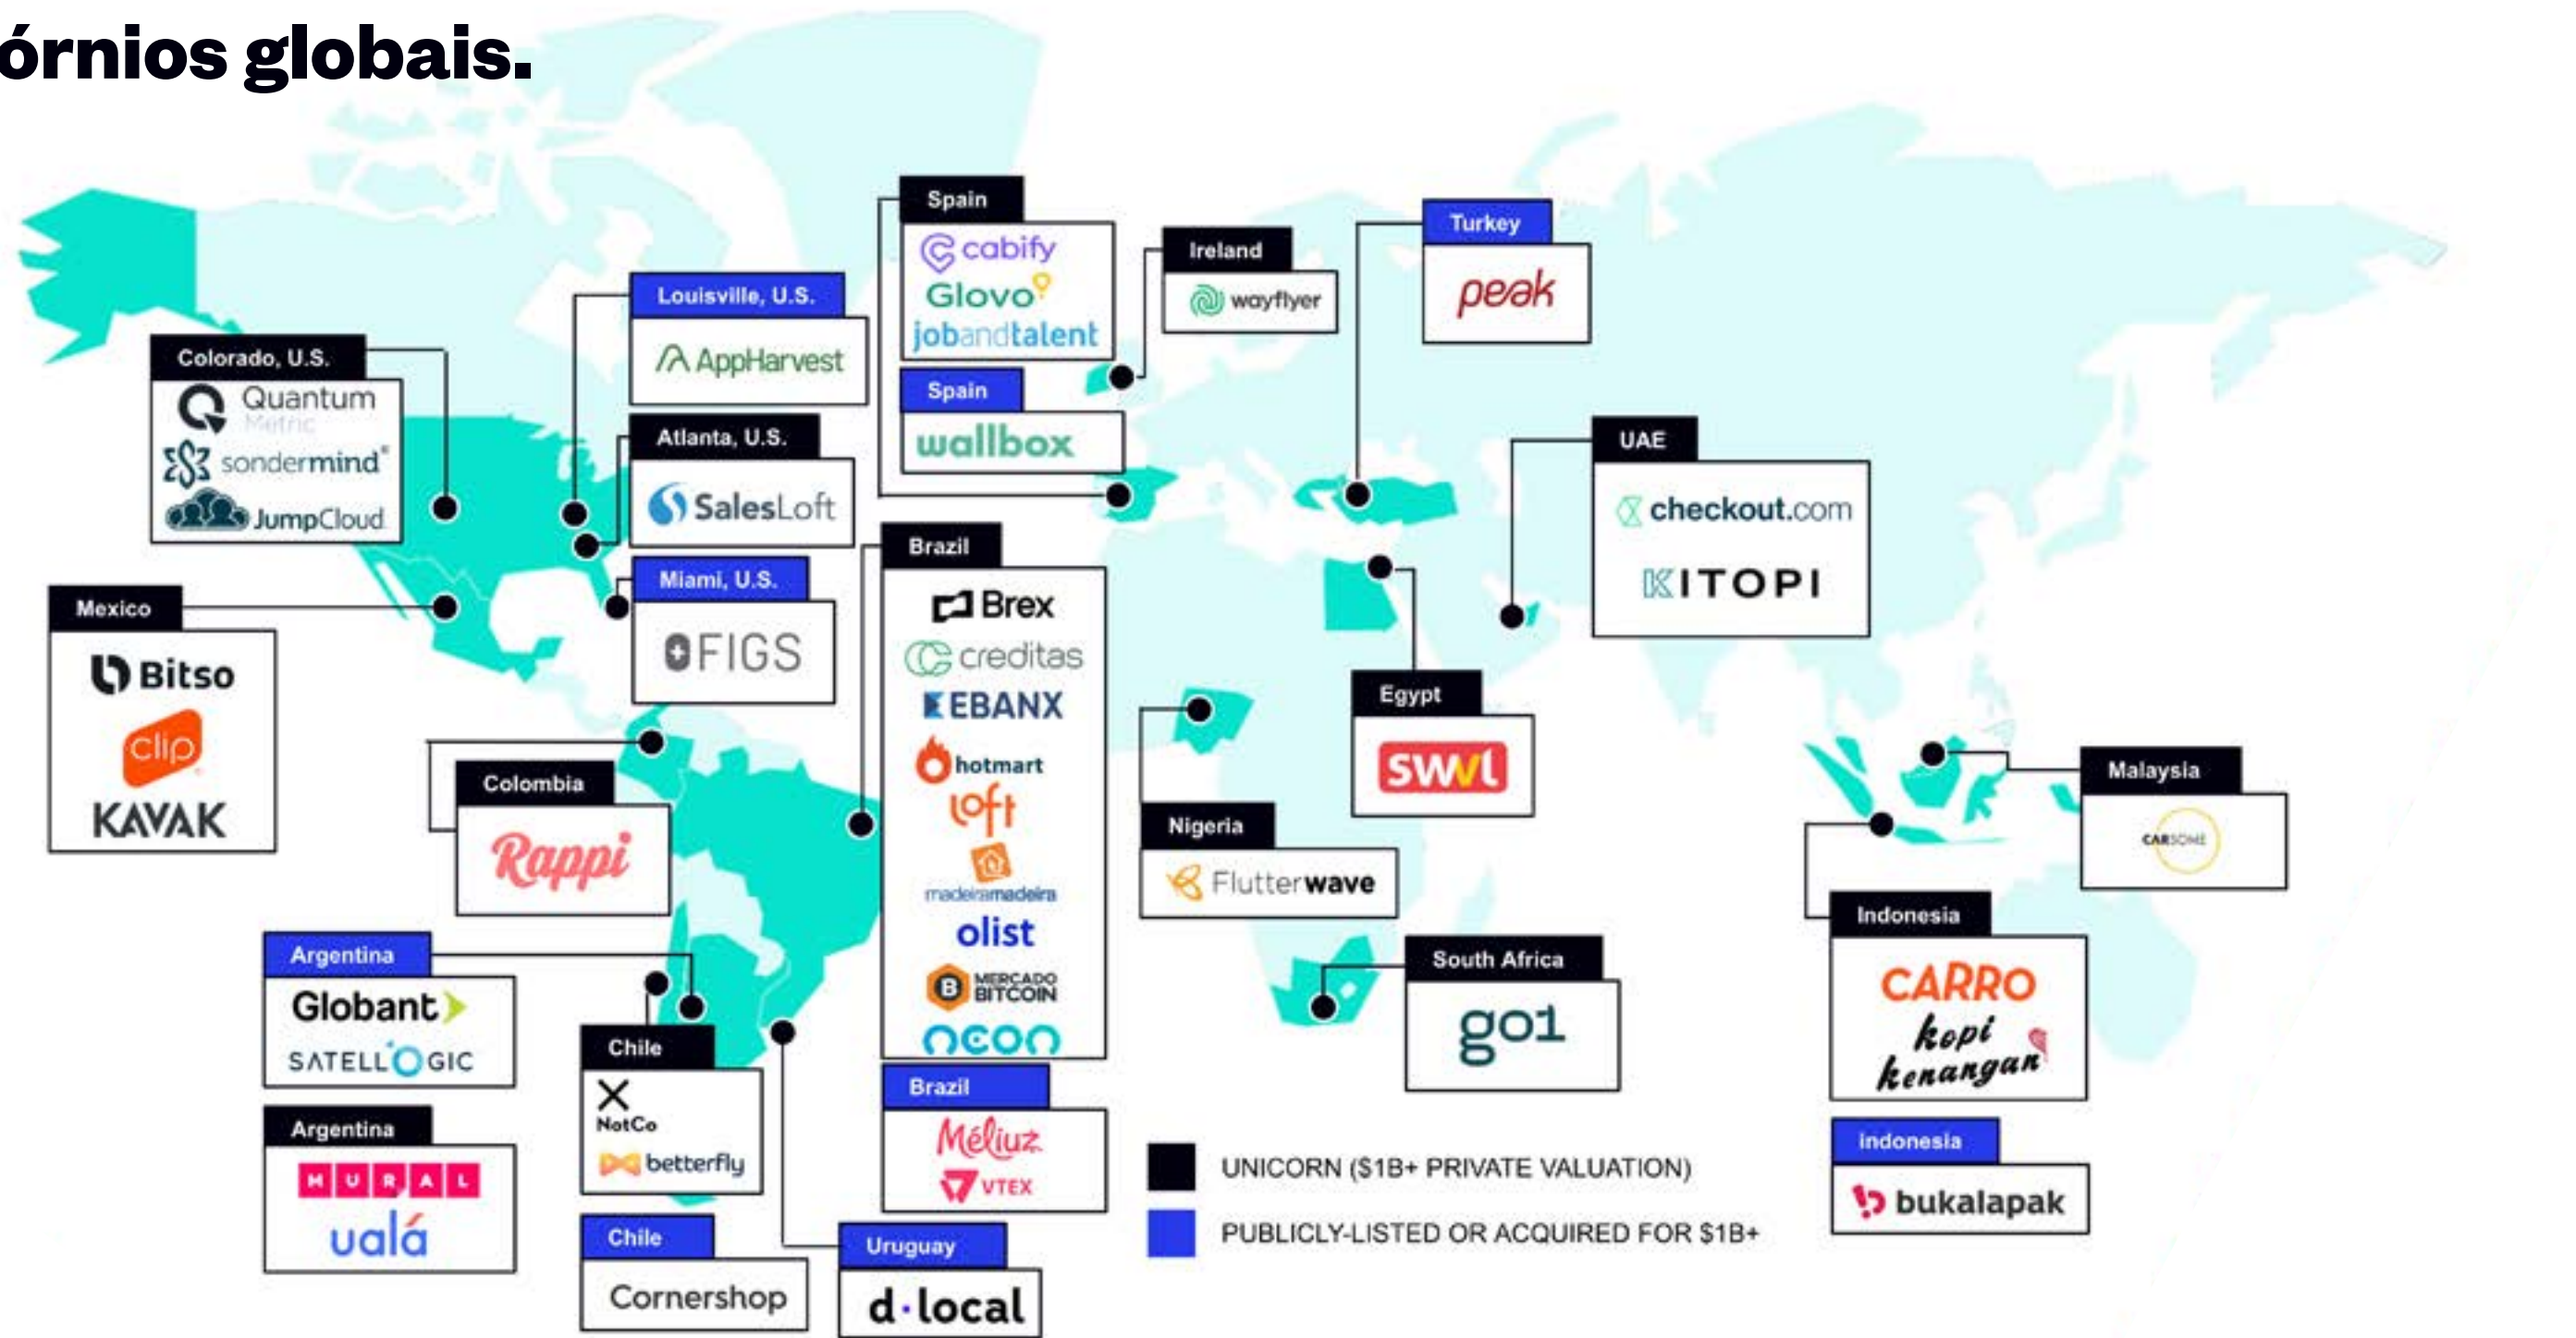 órnios globais.
Spain
cabify
Glovo
jobandtalent
Spain
wallbox
Ireland
wayflyer
Turkey
peak
Louisville, U.S.
AppHarvest
Colorado, U.S.
Quantum
Metric
sondermind
JumpCloud
Atlanta, U.S.
SalesLoft
Miami, U.S.
FIGS
UAE
checkout.com
KITOPI
Mexico
Bitso
clip
KAVAK
Brazil
Brex
creditas
EBANX
hotmart
loft
madeiramadeira
olist
MERCADO
BITCOIN
neon
Brazil
Méliuz
VTEX
Colombia
Rappi
Egypt
swvl
Nigeria
Flutterwave
South Africa
go1
Malaysia
CARSOME
Indonesia
CARRO
kopi
kenangan
indonesia
bukalapak
Argentina
Globant
SATELLOGIC
Argentina
MURAL
ualá
Chile
NotCo
betterfly
Chile
Cornershop
Uruguay
d·local
UNICORN ($1B+ PRIVATE VALUATION)
PUBLICLY-LISTED OR ACQUIRED FOR $1B+